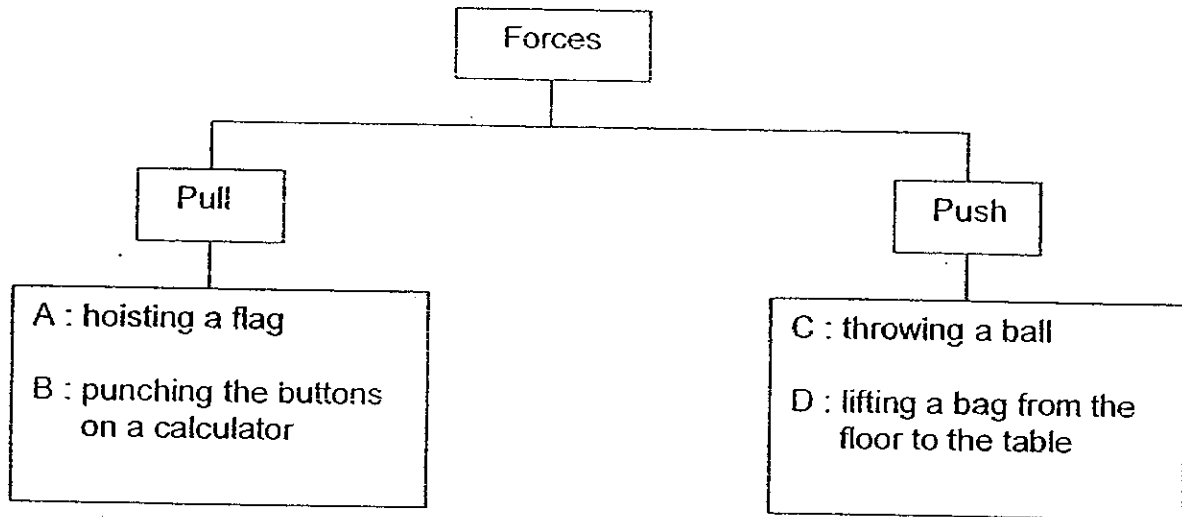 Forces
Pull
Push
A : hoisting a flag
B : punching the buttons
on a calculator
C : throwing a ball
D : lifting a bag from the
floor to the table